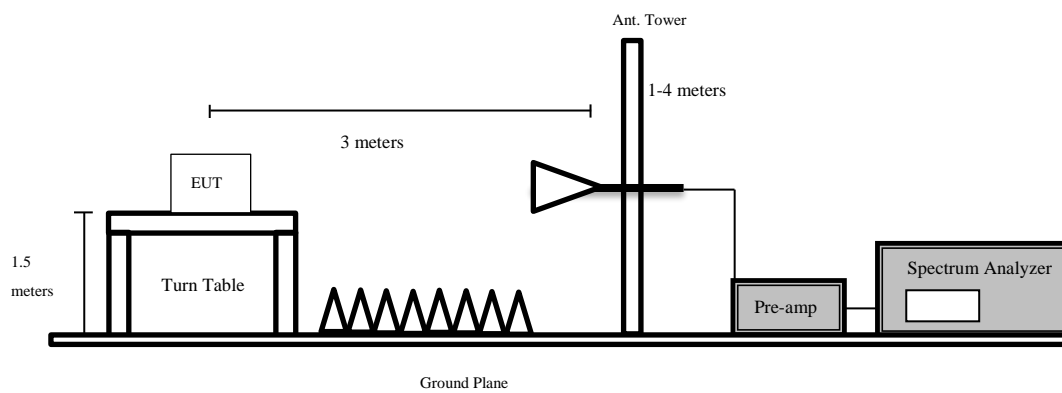 Ant. Tower
1-4 meters
3 meters
EUT
1.5
meters
Turn Table
Spectrum Analyzer
Pre-amp
Ground Plane